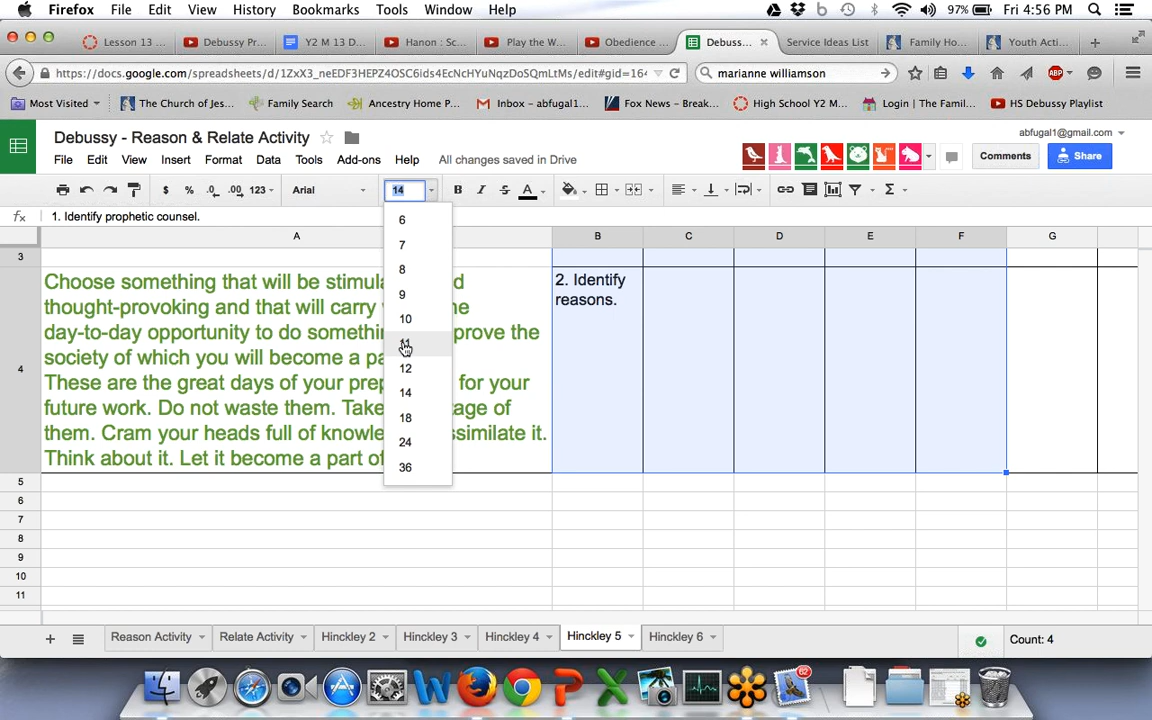 Firefox File Edit View History Bookmarks Tools Window Help 97% Fri 4:56 PM
Lesson 13 ... Debussy Pr... Y2 M 13 D... Hanon : Sc... Play the W... Obedience ... Debuss... Service Ideas List Family Ho... Youth Acti...
https://docs.google.com/spreadsheets/d/1ZxX3_neEDF3HEPZ4OSC6ids4EcNcHYuNqzDoSQmLtMs/edit#gid=164 marianne williamson
Most Visited The Church of Jes... Family Search Ancestry Home P... Inbox - abfugal1... Fox News - Break... High School Y2 M... Login | The Famil... HS Debussy Playlist
Debussy - Reason & Relate Activity abfugal1@gmail.com
File Edit View Insert Format Data Tools Add-ons Help All changes saved in Drive Comments Share
$ % .0 .00 123 Arial 14 B I S A Σ
fx 1. Identify prophetic counsel.
A B C D E F G
3
4
Choose something that will be stimula d
thought-provoking and that will carry e
day-to-day opportunity to do somethin prove the
society of which you will become a pa
These are the great days of your prep for your
future work. Do not waste them. Take age of
them. Cram your heads full of knowle ssimilate it.
Think about it. Let it become a part of
2. Identify
reasons.
6
7
8
9
10
11
12
14
18
24
36
5
6
7
8
9
10
11
Reason Activity Relate Activity Hinckley 2 Hinckley 3 Hinckley 4 Hinckley 5 Hinckley 6 Count: 4
62